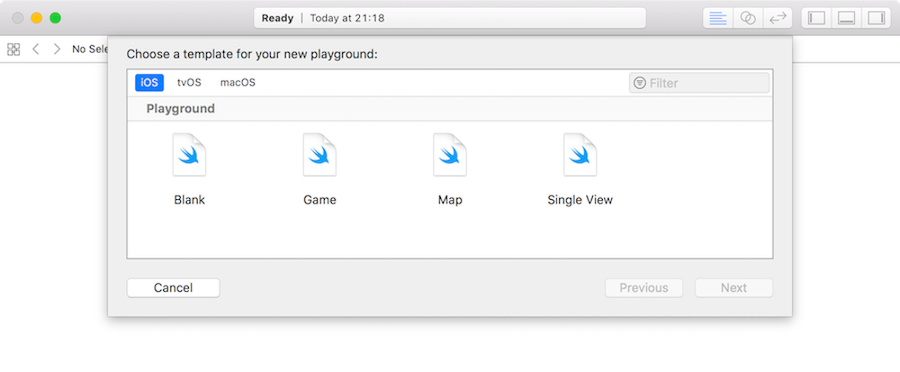 Ready | Today at 21:18
No Sele
Choose a template for your new playground:
iOS tvOS macOS Filter
Playground
Blank Game Map Single View
Cancel Previous Next